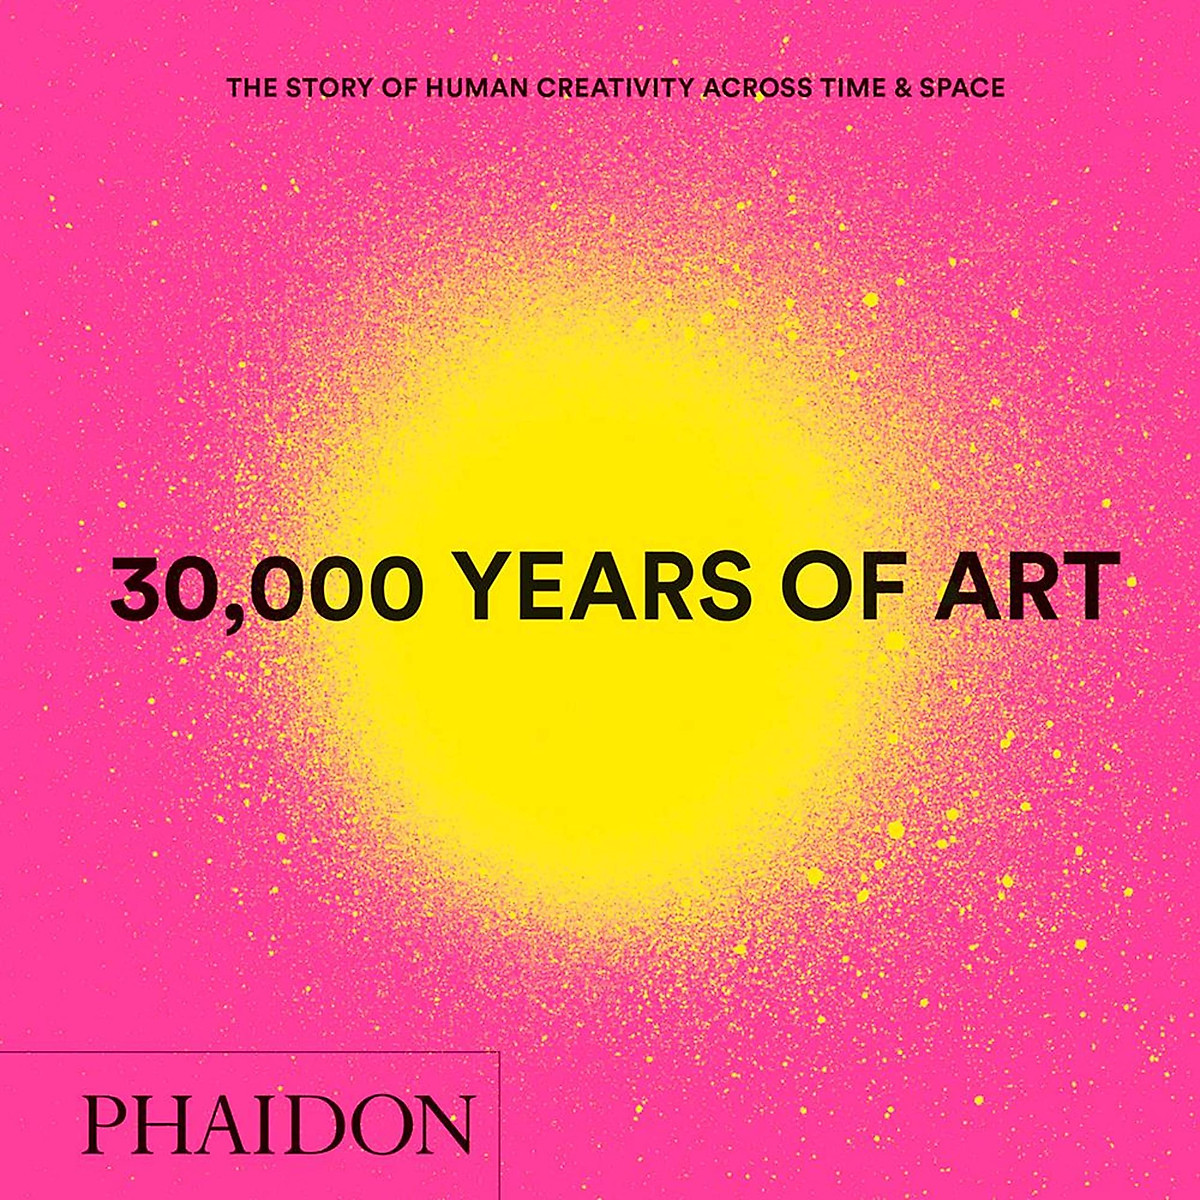 THE STORY OF HUMAN CREATIVITY ACROSS TIME & SPACE
30,000 YEARS OF ART
PHAIDON